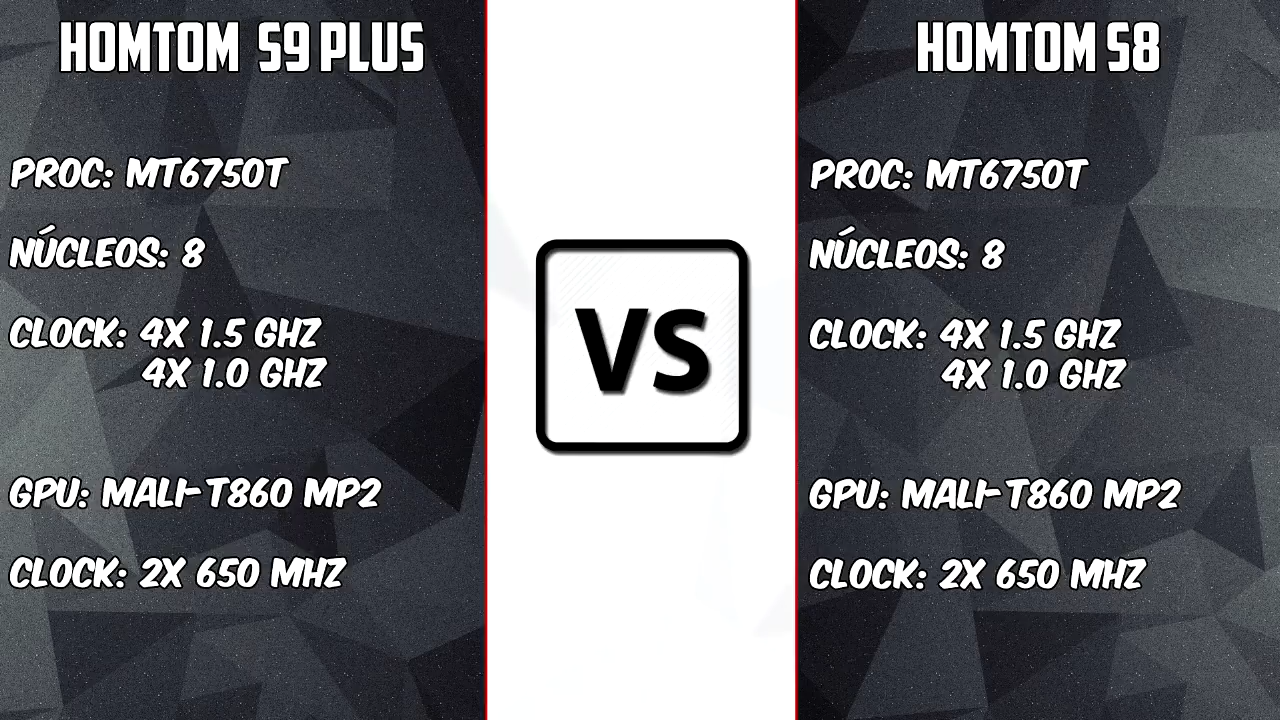 HOMTOM S9 PLUS
PROC: MT6750T
NÚCLEOS: 8
CLOCK: 4X 1.5 GHZ
4X 1.0 GHZ
GPU: MALI-T860 MP2
CLOCK: 2X 650 MHZ
VS
HOMTOM S8
PROC: MT6750T
NÚCLEOS: 8
CLOCK: 4X 1.5 GHZ
4X 1.0 GHZ
GPU: MALI-T860 MP2
CLOCK: 2X 650 MHZ